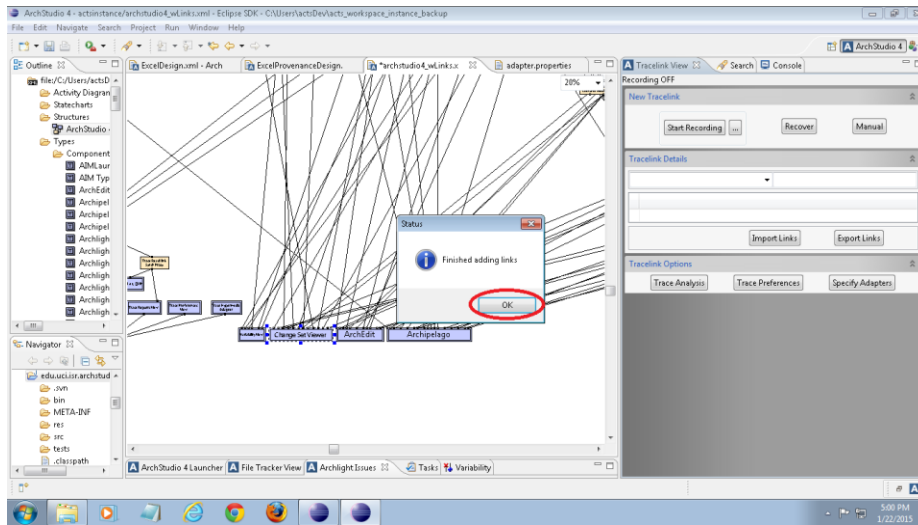 ArchStudio 4 - actsinstance/archstudio4_wLinks.xml - Eclipse SDK - C:\Users\actsDev\acts_workspace_instance_backup
File Edit Navigate Search Project Run Window Help
ArchStudio 4
Outline
ExcelDesign.xml - Arch
ExcelProvenanceDesign.
*archstudio4_wLinks.x
adapter.properties
Tracelink View
Search
Console
file:/C:/Users/actsD
Activity Diagran
Statecharts
Structures
ArchStudio
Types
Component
AIMLaur
AIM Typ
ArchEdit
Archipel
Archipel
Archipel
Archligh
Archligh
Archligh
Archligh
Archligh
Archligh
20%
Recording OFF
New Tracelink
Start Recording
...
Recover
Manual
Tracelink Details
Import Links
Export Links
Tracelink Options
Trace Analysis
Trace Preferences
Specify Adapters
Status
Finished adding links
OK
Change Set Viewer
ArchEdit
Archipelago
Navigator
edu.uci.isr.archstud
.svn
bin
META-INF
res
src
tests
.classpath
ArchStudio 4 Launcher
File Tracker View
Archlight Issues
Tasks
Variability
5:00 PM
1/22/2015